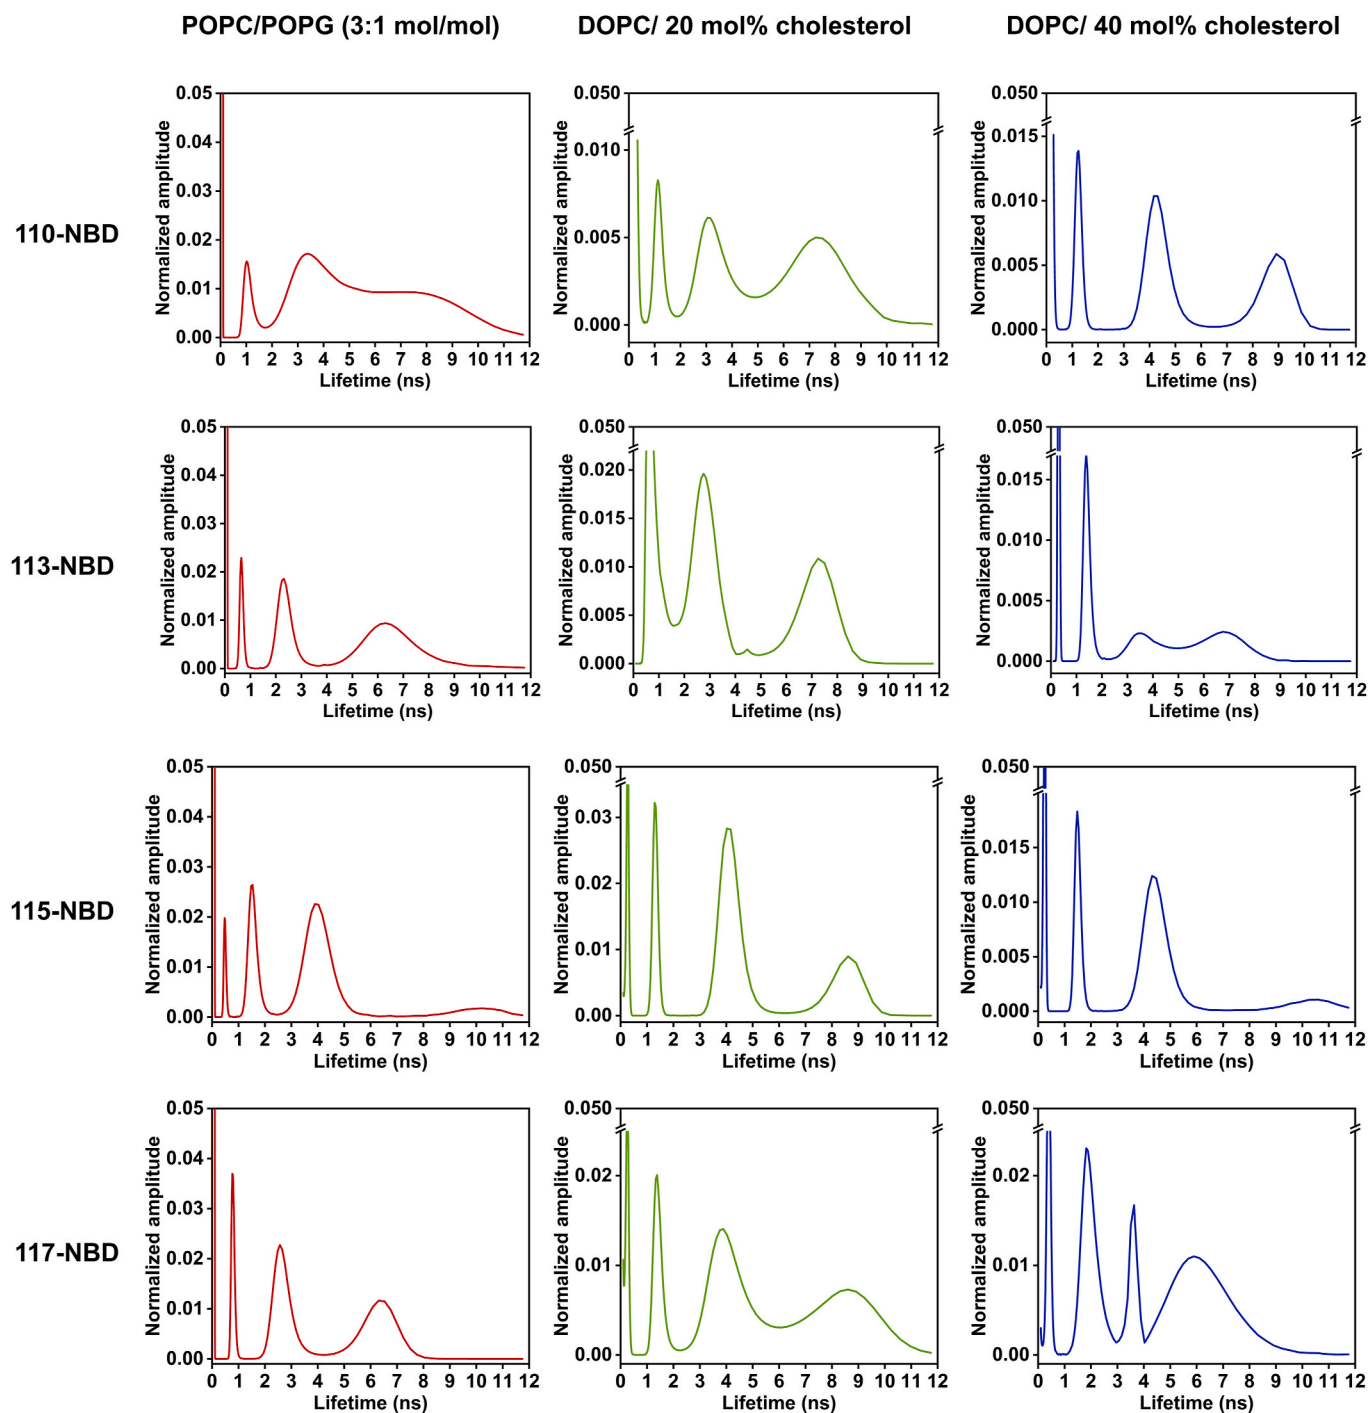 POPC/POPG (3:1 mol/mol) DOPC/ 20 mol% cholesterol DOPC/ 40 mol% cholesterol
110-NBD
Normalized amplitude
0.05
0.04
0.03
0.02
0.01
0.00
0 1 2 3 4 5 6 7 8 9 10 11 12
Lifetime (ns)
Normalized amplitude
0.050
0.010
0.005
0.000
0 1 2 3 4 5 6 7 8 9 10 11 12
Lifetime (ns)
Normalized amplitude
0.050
0.015
0.010
0.005
0.000
0 1 2 3 4 5 6 7 8 9 10 11 12
Lifetime (ns)
113-NBD
Normalized amplitude
0.05
0.04
0.03
0.02
0.01
0.00
0 1 2 3 4 5 6 7 8 9 10 11 12
Lifetime (ns)
Normalized amplitude
0.050
0.020
0.015
0.010
0.005
0.000
0 1 2 3 4 5 6 7 8 9 10 11 12
Lifetime (ns)
Normalized amplitude
0.050
0.015
0.010
0.005
0.000
0 1 2 3 4 5 6 7 8 9 10 11 12
Lifetime (ns)
115-NBD
Normalized amplitude
0.05
0.04
0.03
0.02
0.01
0.00
0 1 2 3 4 5 6 7 8 9 10 11 12
Lifetime (ns)
Normalized amplitude
0.050
0.03
0.02
0.01
0.00
0 1 2 3 4 5 6 7 8 9 10 11 12
Lifetime (ns)
Normalized amplitude
0.050
0.015
0.010
0.005
0.000
0 1 2 3 4 5 6 7 8 9 10 11 12
Lifetime (ns)
117-NBD
Normalized amplitude
0.05
0.04
0.03
0.02
0.01
0.00
0 1 2 3 4 5 6 7 8 9 10 11 12
Lifetime (ns)
Normalized amplitude
0.050
0.02
0.01
0.00
0 1 2 3 4 5 6 7 8 9 10 11 12
Lifetime (ns)
Normalized amplitude
0.050
0.02
0.01
0.00
0 1 2 3 4 5 6 7 8 9 10 11 12
Lifetime (ns)